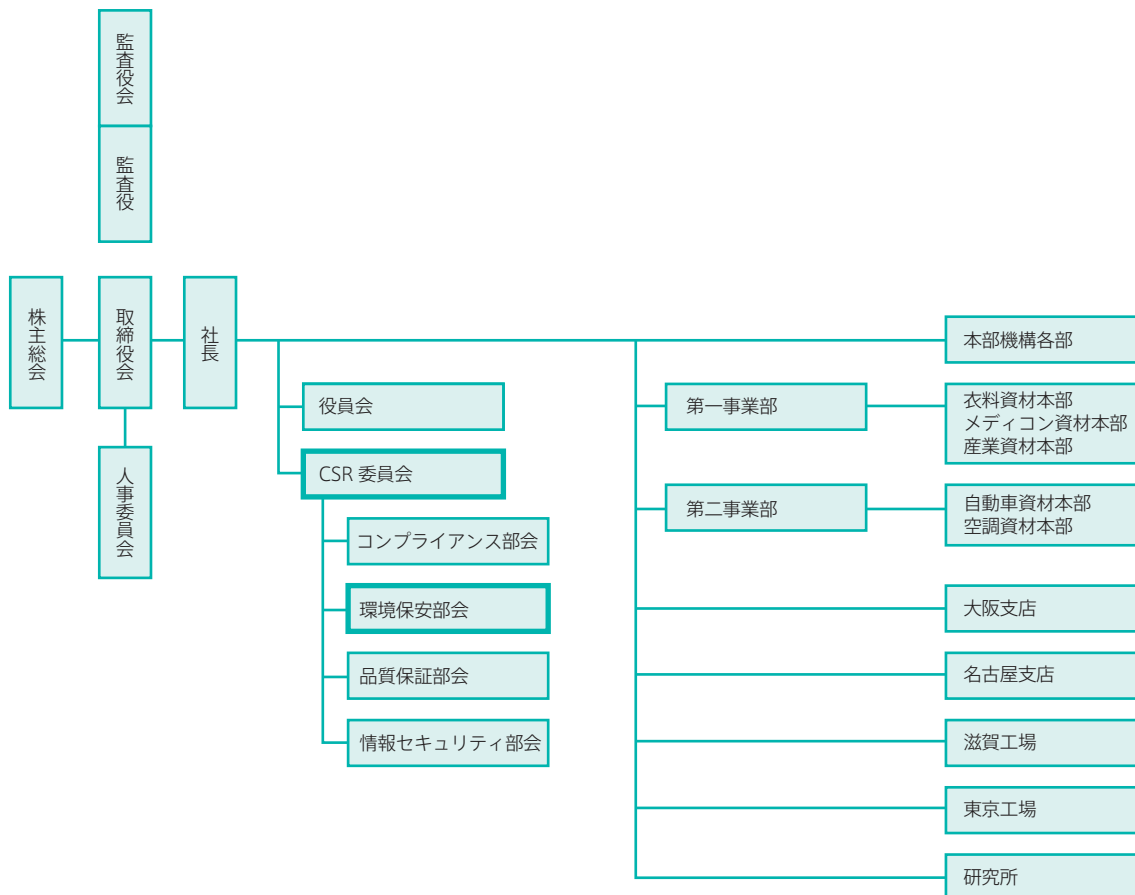 監査役会
監査役
株主総会
取締役会
社長
人事委員会
役員会
CSR 委員会
コンプライアンス部会
環境保安部会
品質保証部会
情報セキュリティ部会
本部機構各部
第一事業部
衣料資材本部
メディコン資材本部
産業資材本部
第二事業部
自動車資材本部
空調資材本部
大阪支店
名古屋支店
滋賀工場
東京工場
研究所